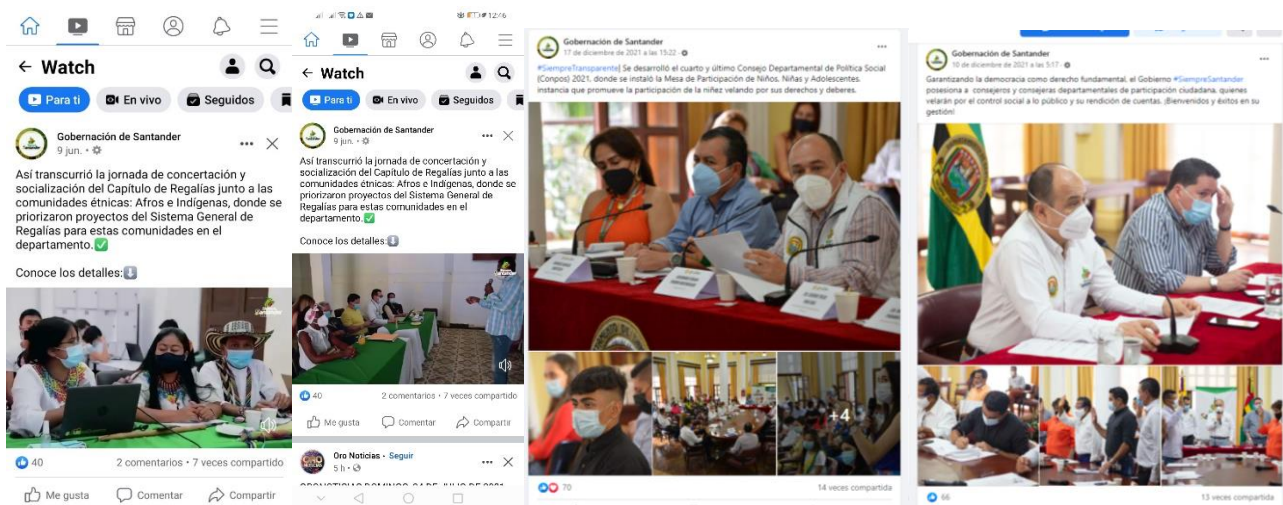 Watch
Para ti
En vivo
Seguidos
Gobernación de Santander
9 jun.
Así transcurrió la jornada de concertación y
socialización del Capítulo de Regalías junto a las
comunidades étnicas: Afros e Indígenas, donde se
priorizaron proyectos del Sistema General de
Regalías para estas comunidades en el
departamento.
Conoce los detalles:
Santander
40
2 comentarios • 7 veces compartido
Me gusta
Comentar
Compartir
12:46
Watch
Para ti
En vivo
Seguidos
Gobernación de Santander
9 jun.
Así transcurrió la jornada de concertación y
socialización del Capítulo de Regalías junto a las
comunidades étnicas: Afros e Indígenas, donde se
priorizaron proyectos del Sistema General de
Regalías para estas comunidades en el
departamento.
Conoce los detalles:
Santander
40
2 comentarios • 7 veces compartido
Me gusta
Comentar
Compartir
Oro Noticias • Seguir
5 h
ORONOTICIAS DOMINGO 04 DE JULIO DE 2021
Gobernación de Santander
17 de diciembre de 2021 a las 15:22
#SiempreTransparente| Se desarrolló el cuarto y último Consejo Departamental de Política Social
(Conpos) 2021, donde se instaló la Mesa de Participación de Niños, Niñas y Adolescentes.
instancia que promueve la participación de la niñez velando por sus derechos y deberes.
+4
70
14 veces compartida
Gobernación de Santander
10 de diciembre de 2021 a las 5:17
Garantizando la democracia como derecho fundamental, el Gobierno #SiempreSantander
posesiona a consejeros y consejeras departamentales de participación ciudadana. quienes
velarán por el control social a lo público y su rendición de cuentas. ¡Bienvenidos y éxitos en su
gestión!
66
13 veces compartida